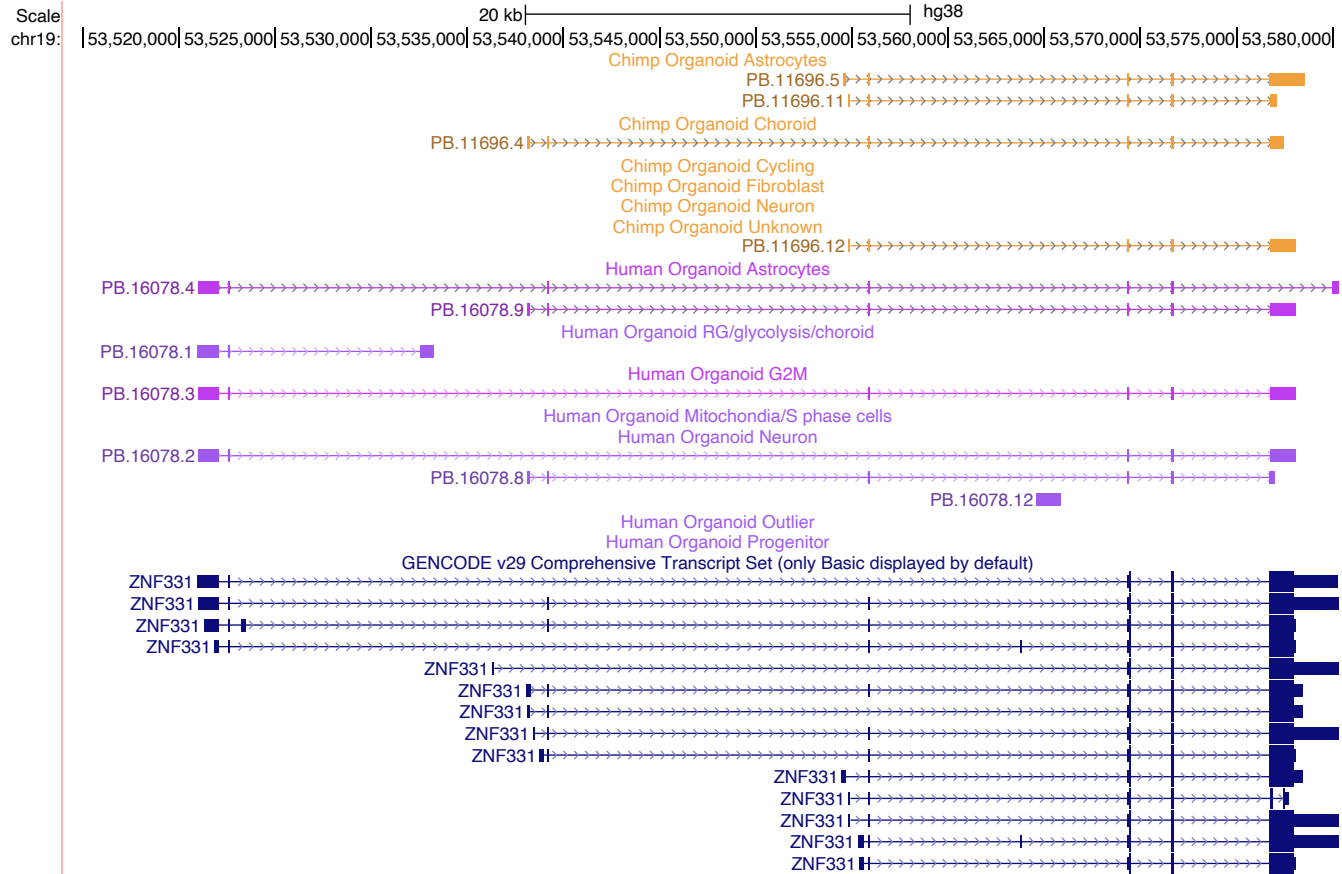 Scale 20 kb hg38
chr19: 53,520,000 53,525,000 53,530,000 53,535,000 53,540,000 53,545,000 53,550,000 53,555,000 53,560,000 53,565,000 53,570,000 53,575,000 53,580,000
Chimp Organoid Astrocytes
PB.11696.5
PB.11696.11
Chimp Organoid Choroid
PB.11696.4
Chimp Organoid Cycling
Chimp Organoid Fibroblast
Chimp Organoid Neuron
Chimp Organoid Unknown
PB.11696.12
Human Organoid Astrocytes
PB.16078.4
PB.16078.9
Human Organoid RG/glycolysis/choroid
PB.16078.1
Human Organoid G2M
PB.16078.3
Human Organoid Mitochondia/S phase cells
Human Organoid Neuron
PB.16078.2
PB.16078.8
PB.16078.12
Human Organoid Outlier
Human Organoid Progenitor
GENCODE v29 Comprehensive Transcript Set (only Basic displayed by default)
ZNF331
ZNF331
ZNF331
ZNF331
ZNF331
ZNF331
ZNF331
ZNF331
ZNF331
ZNF331
ZNF331
ZNF331
ZNF331
ZNF331